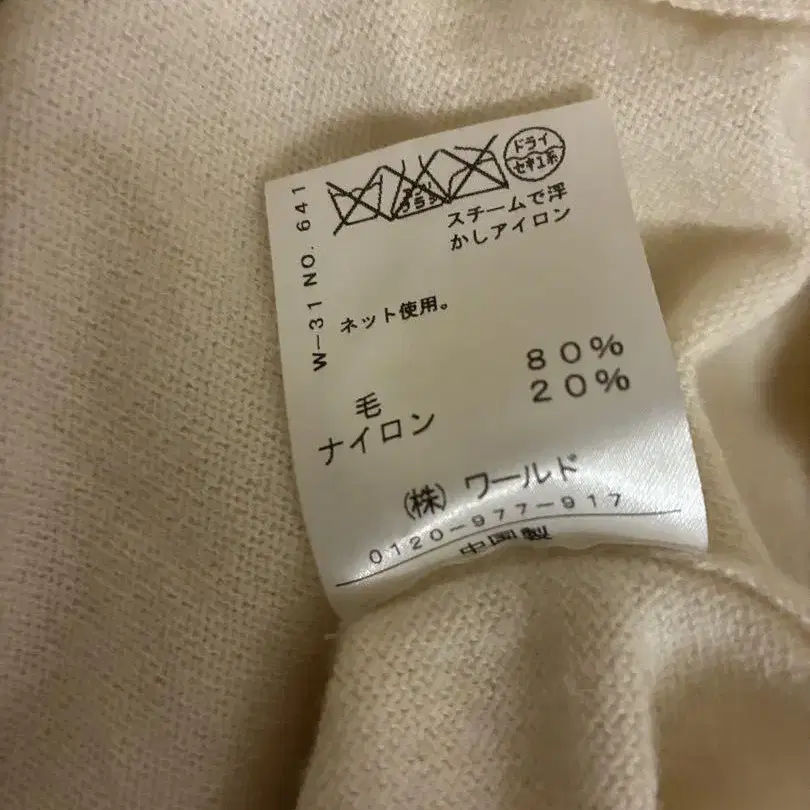 ドライ
セキユ系
スチームで浮
かしアイロン
W-31 NO. 641
ネット使用。
毛 80%
ナイロン 20%
(株) ワールド
0120-977-917
中国製